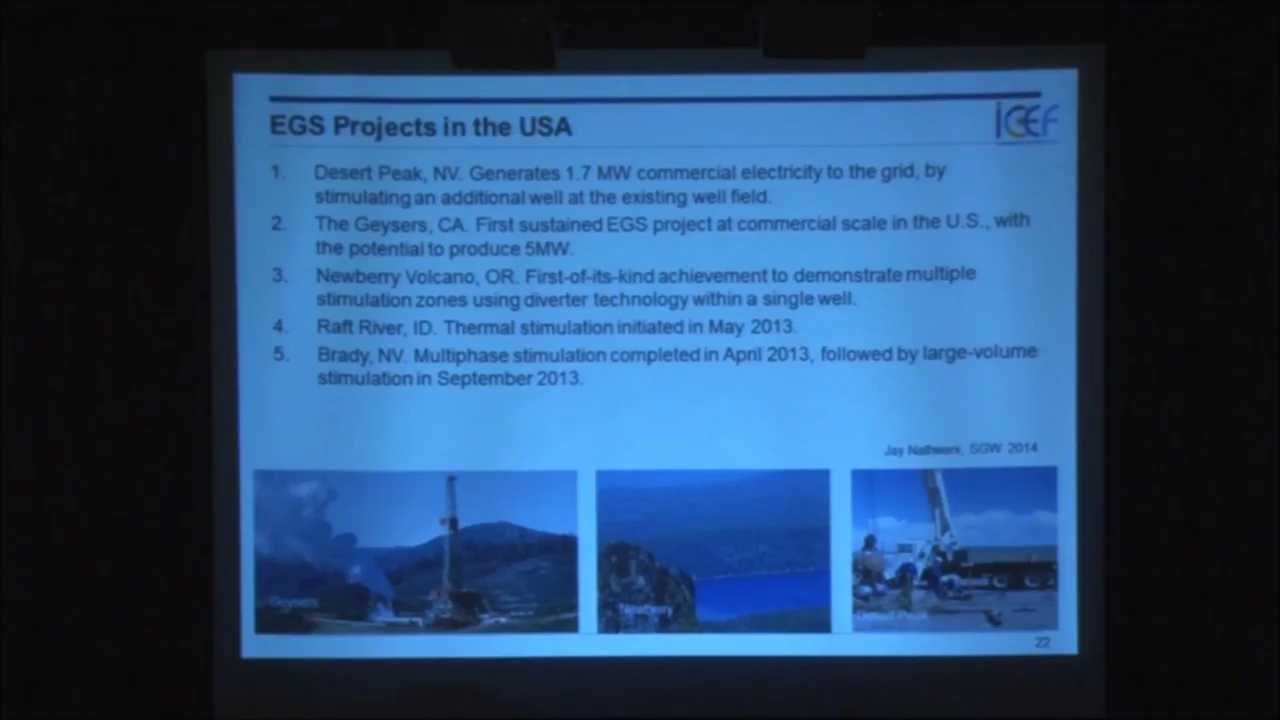 ICEF
EGS Projects in the USA
1. Desert Peak, NV. Generates 1.7 MW commercial electricity to the grid, by
stimulating an additional well at the existing well field.
2. The Geysers, CA. First sustained EGS project at commercial scale in the U.S., with
the potential to produce 5MW.
3. Newberry Volcano, OR. First-of-its-kind achievement to demonstrate multiple
stimulation zones using diverter technology within a single well.
4. Raft River, ID. Thermal stimulation initiated in May 2013.
5. Brady, NV. Multiphase stimulation completed in April 2013, followed by large-volume
stimulation in September 2013.
Jay SGW 2014
Geysers
Newberry
Desert Peak
22